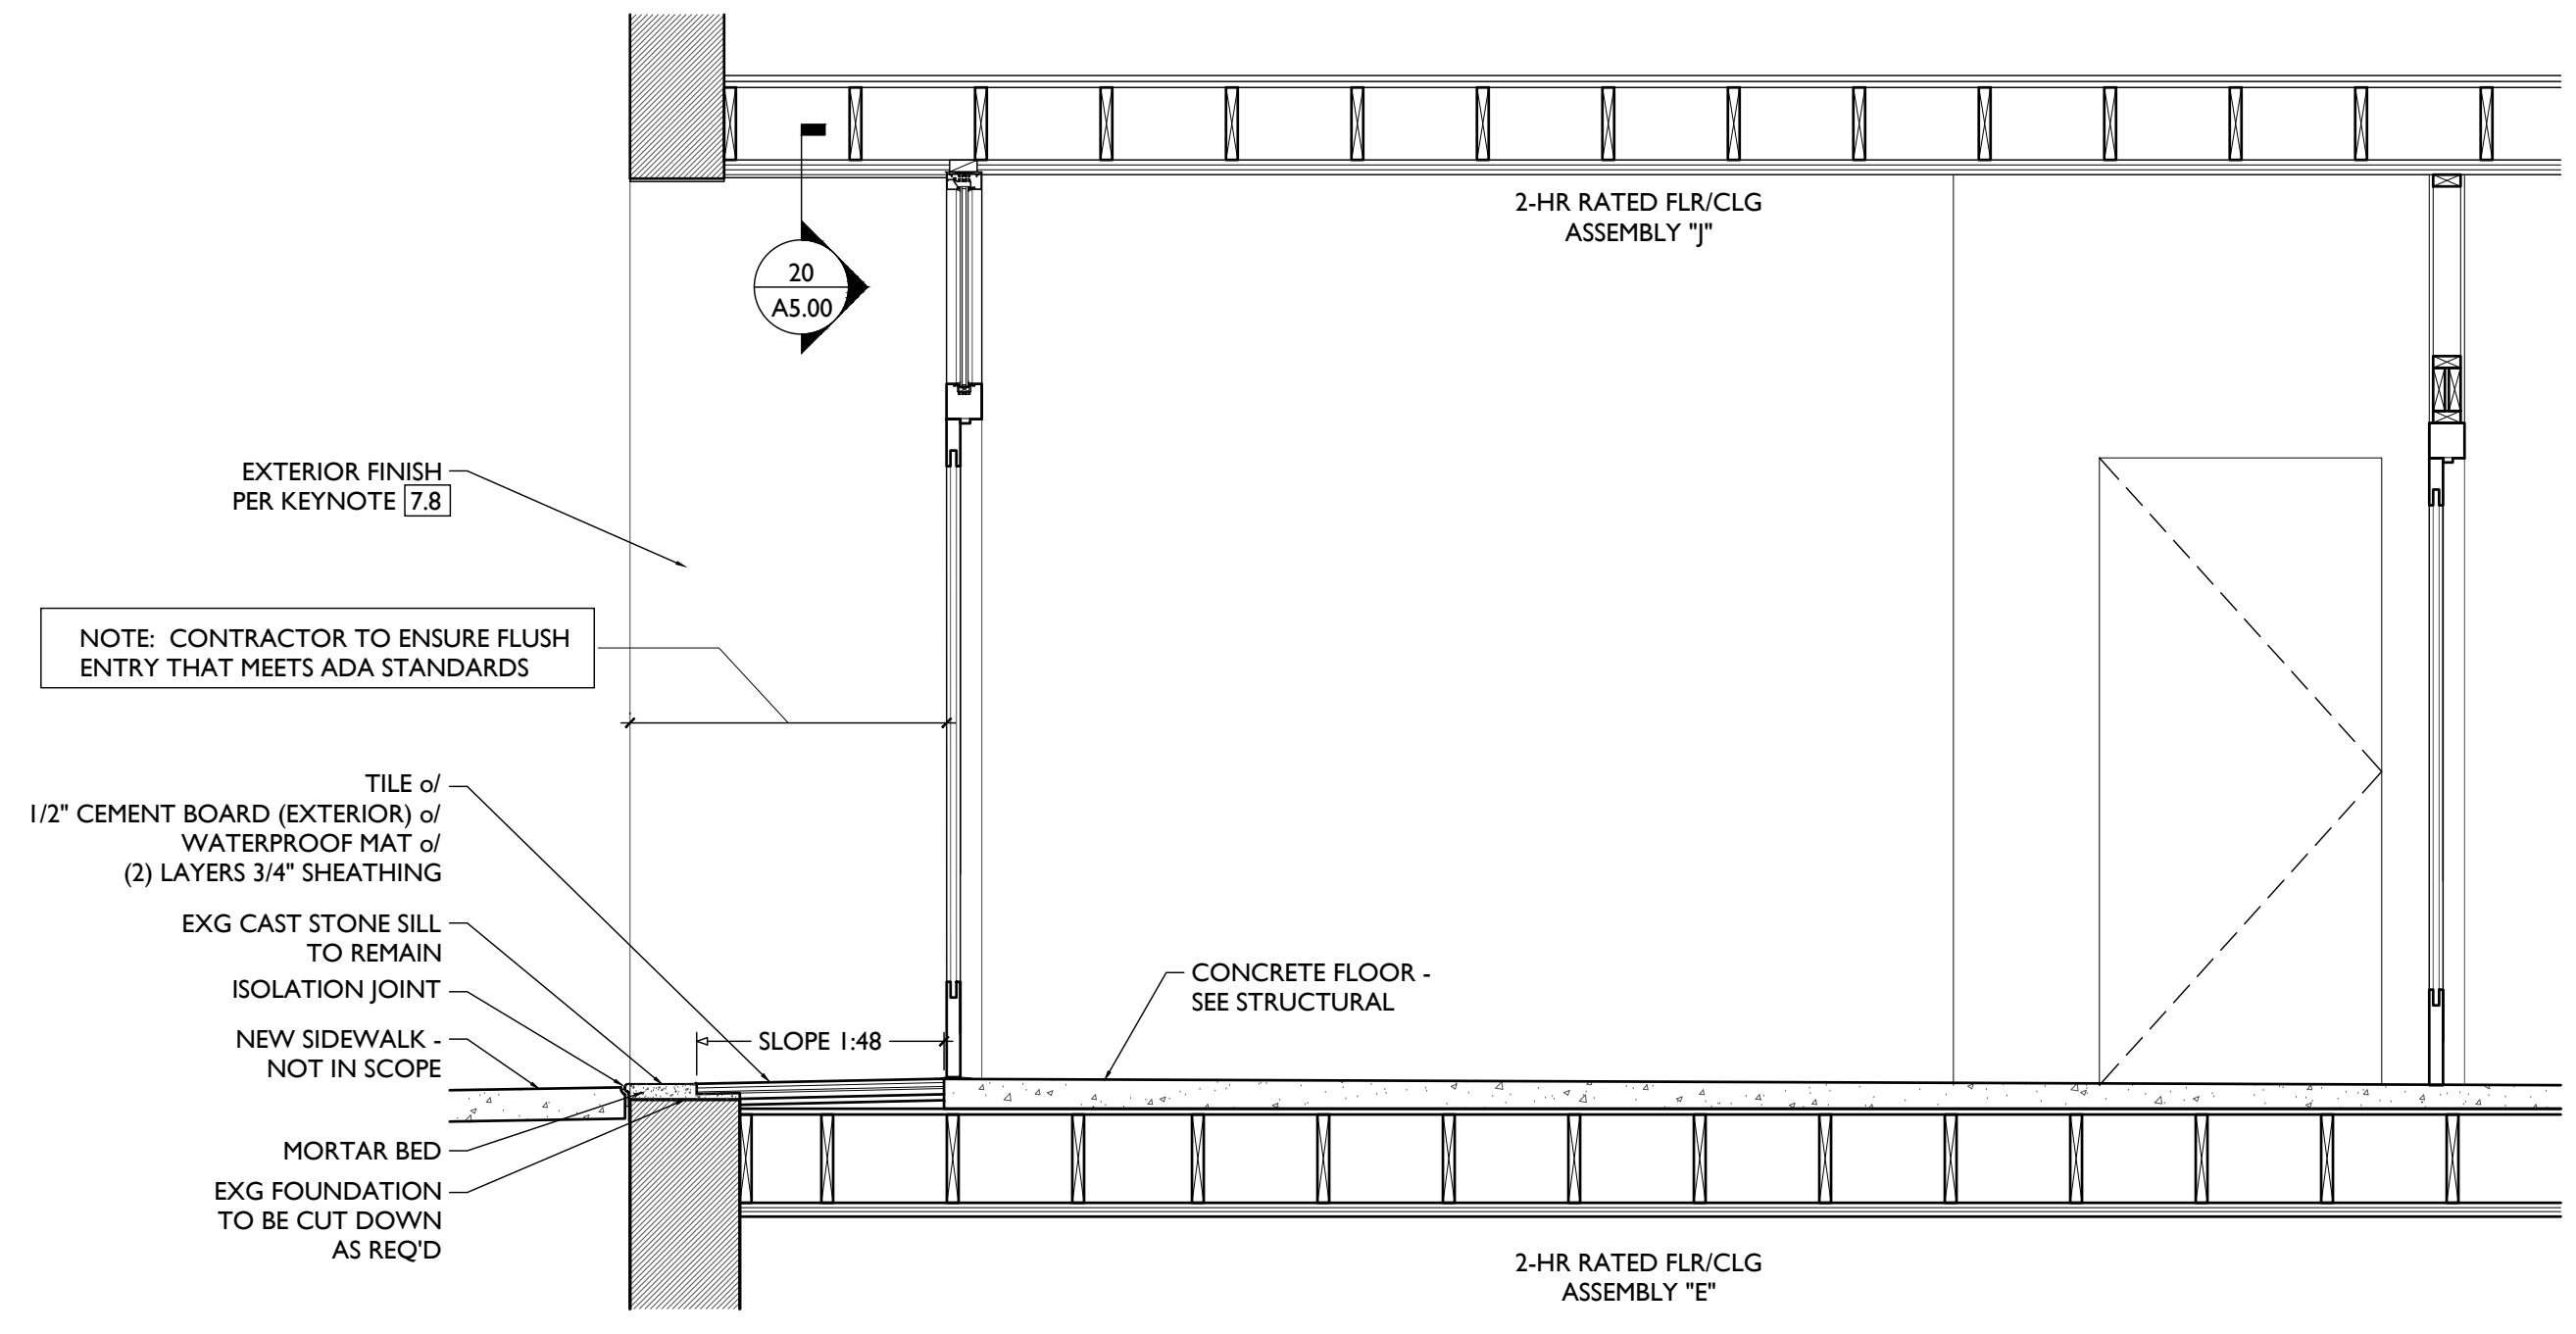 2-HR RATED FLR/CLG
ASSEMBLY "J"
20
A5.00
EXTERIOR FINISH
PER KEYNOTE 7.8
NOTE: CONTRACTOR TO ENSURE FLUSH
ENTRY THAT MEETS ADA STANDARDS
TILE o/
1/2" CEMENT BOARD (EXTERIOR) o/
WATERPROOF MAT o/
(2) LAYERS 3/4" SHEATHING
EXG CAST STONE SILL
TO REMAIN
ISOLATION JOINT
NEW SIDEWALK -
NOT IN SCOPE
SLOPE 1:48
CONCRETE FLOOR -
SEE STRUCTURAL
MORTAR BED
EXG FOUNDATION
TO BE CUT DOWN
AS REQ'D
2-HR RATED FLR/CLG
ASSEMBLY "E"